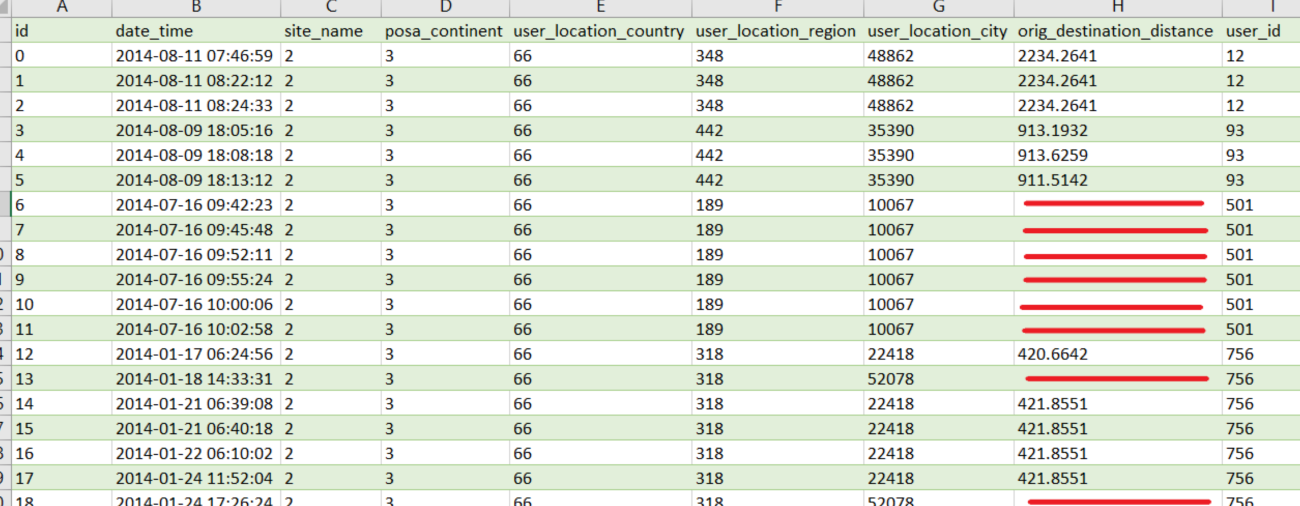 A B C D E F G H I
id date_time site_name posa_continent user_location_country user_location_region user_location_city orig_destination_distance user_id
0 2014-08-11 07:46:59 2 3 66 348 48862 2234.2641 12
1 2014-08-11 08:22:12 2 3 66 348 48862 2234.2641 12
2 2014-08-11 08:24:33 2 3 66 348 48862 2234.2641 12
3 2014-08-09 18:05:16 2 3 66 442 35390 913.1932 93
4 2014-08-09 18:08:18 2 3 66 442 35390 913.6259 93
5 2014-08-09 18:13:12 2 3 66 442 35390 911.5142 93
6 2014-07-16 09:42:23 2 3 66 189 10067 501
7 2014-07-16 09:45:48 2 3 66 189 10067 501
8 2014-07-16 09:52:11 2 3 66 189 10067 501
9 2014-07-16 09:55:24 2 3 66 189 10067 501
10 2014-07-16 10:00:06 2 3 66 189 10067 501
11 2014-07-16 10:02:58 2 3 66 189 10067 501
12 2014-01-17 06:24:56 2 3 66 318 22418 420.6642 756
13 2014-01-18 14:33:31 2 3 66 318 52078 756
14 2014-01-21 06:39:08 2 3 66 318 22418 421.8551 756
15 2014-01-21 06:40:18 2 3 66 318 22418 421.8551 756
16 2014-01-22 06:10:02 2 3 66 318 22418 421.8551 756
17 2014-01-24 11:52:04 2 3 66 318 22418 421.8551 756
18 2014-01-24 17:26:24 2 3 66 318 52078 756